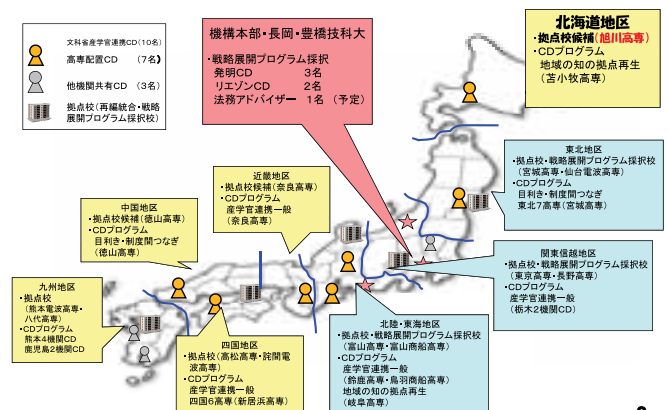 文科省産学官連携CD(10名)
高専配置CD (7名)
他機関共有CD (3名)
拠点校(再編統合・戦略
展開プログラム採択校)
機構本部・長岡・豊橋技科大
・戦略展開プログラム採択
発明CD 3名
リエゾンCD 2名
法務アドバイザー 1名 (予定)
北海道地区
・拠点校候補(旭川高専)
・CDプログラム
地域の知の拠点再生
(苫小牧高専)
東北地区
・拠点校・戦略展開プログラム採択校
(宮城高専・仙台電波高専)
・CDプログラム
目利き・制度間つなぎ
東北7高専(宮城高専)
近畿地区
・拠点校候補(奈良高専)
・CDプログラム
産学官連携一般
(奈良高専)
中国地区
・拠点校候補(徳山高専)
・CDプログラム
目利き・制度間つなぎ
(徳山高専)
関東信越地区
・拠点校・戦略展開プログラム採択校
(東京高専・長野高専)
・CDプログラム
産学官連携一般
(栃木2機関CD)
九州地区
・拠点校
(熊本電波高専・
八代高専)
・CDプログラム
熊本4機関CD
鹿児島2機関CD
四国地区
・拠点校(高松高専・詫間電
波高専)
・CDプログラム
産学官連携一般
四国6高専(新居浜高専)
北陸・東海地区
・拠点校・戦略展開プログラム採択校
(富山高専・富山商船高専)
・CDプログラム
産学官連携一般
(鈴鹿高専・鳥羽商船高専)
地域の知の拠点再生
(岐阜高専)